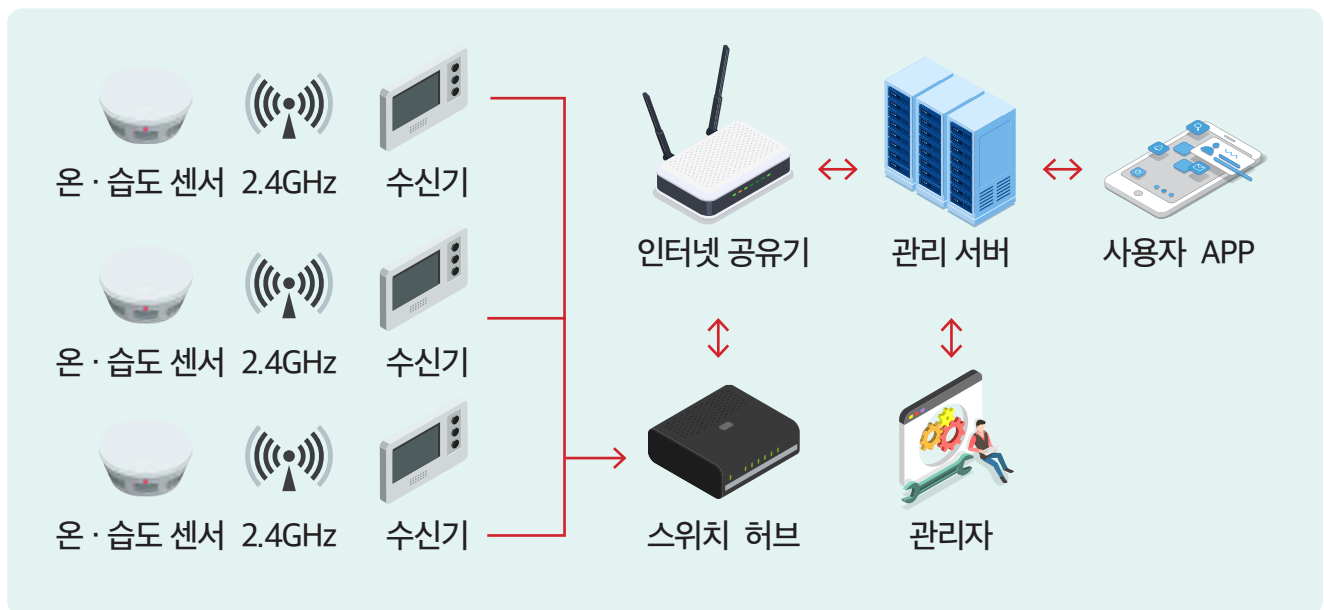 온 · 습도 센서 2.4GHz 수신기
인터넷 공유기 관리 서버 사용자 APP
온 · 습도 센서 2.4GHz 수신기
온 · 습도 센서 2.4GHz 수신기
스위치 허브 관리자